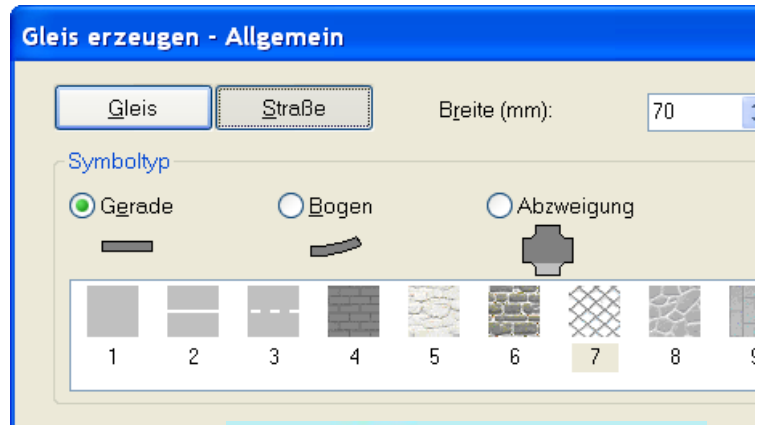 Gleis erzeugen - Allgemein
Gleis Straße Breite (mm): 70
Symboltyp
Gerade Bogen Abzweigung
1 2 3 4 5 6 7 8 9